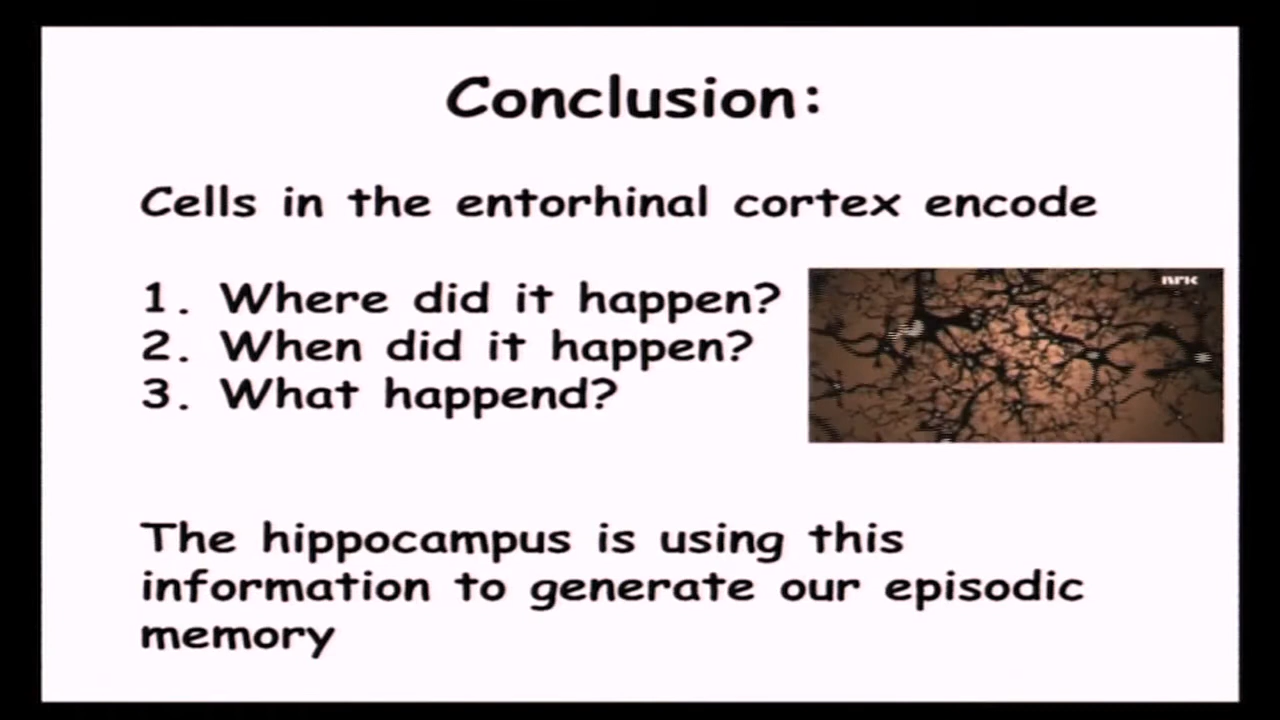 Conclusion:
Cells in the entorhinal cortex encode
1. Where did it happen?
2. When did it happen?
3. What happend?
nrk
The hippocampus is using this
information to generate our episodic
memory